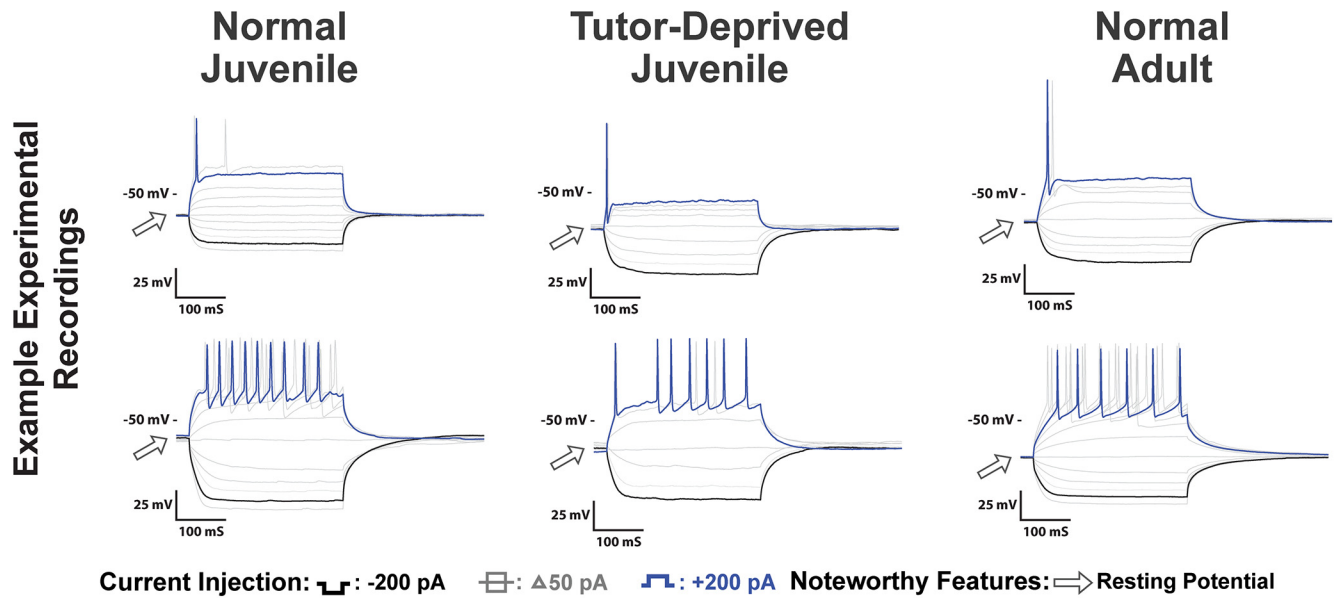 Normal
Juvenile
Tutor-Deprived
Juvenile
Normal
Adult
Example Experimental
Recordings
-50 mV -
25 mV
100 mS
-50 mV -
25 mV
100 mS
-50 mV -
25 mV
100 mS
-50 mV -
25 mV
100 mS
-50 mV -
25 mV
100 mS
-50 mV -
25 mV
100 mS
Current Injection: : -200 pA : Δ50 pA : +200 pA Noteworthy Features: Resting Potential